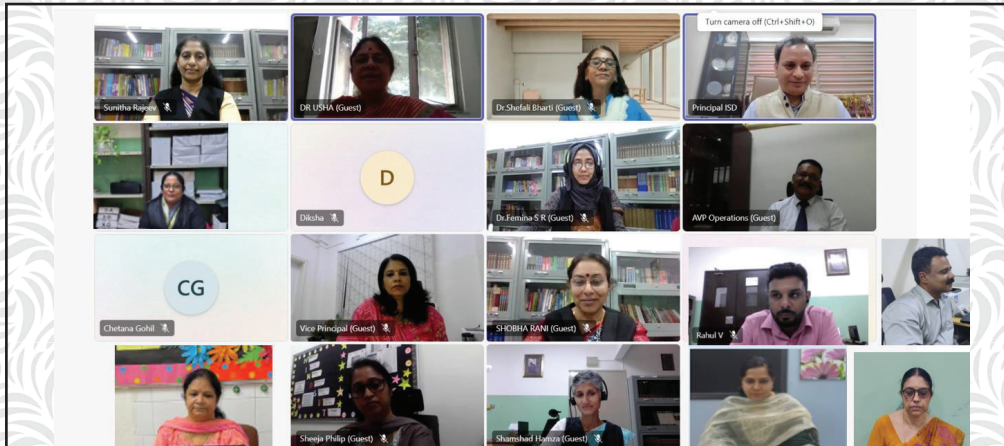 Turn camera off (Ctrl+Shift+O)
Sunitha Rajeev
DR USHA (Guest)
Dr.Shefali Bharti (Guest)
Principal ISD
D
Diksha
Dr.Femina S R (Guest)
AVP Operations (Guest)
CG
Chetana Gohil
Vice Principal (Guest)
SHOBHA RANI (Guest)
Rahul V
Sheeja Philip (Guest)
Shamshad Hamza (Guest)